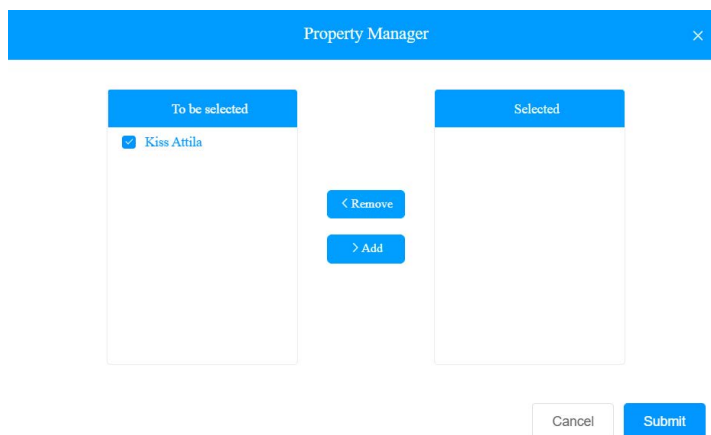 Property Manager
To be selected
Selected
Kiss Attila
< Remove
> Add
Cancel
Submit